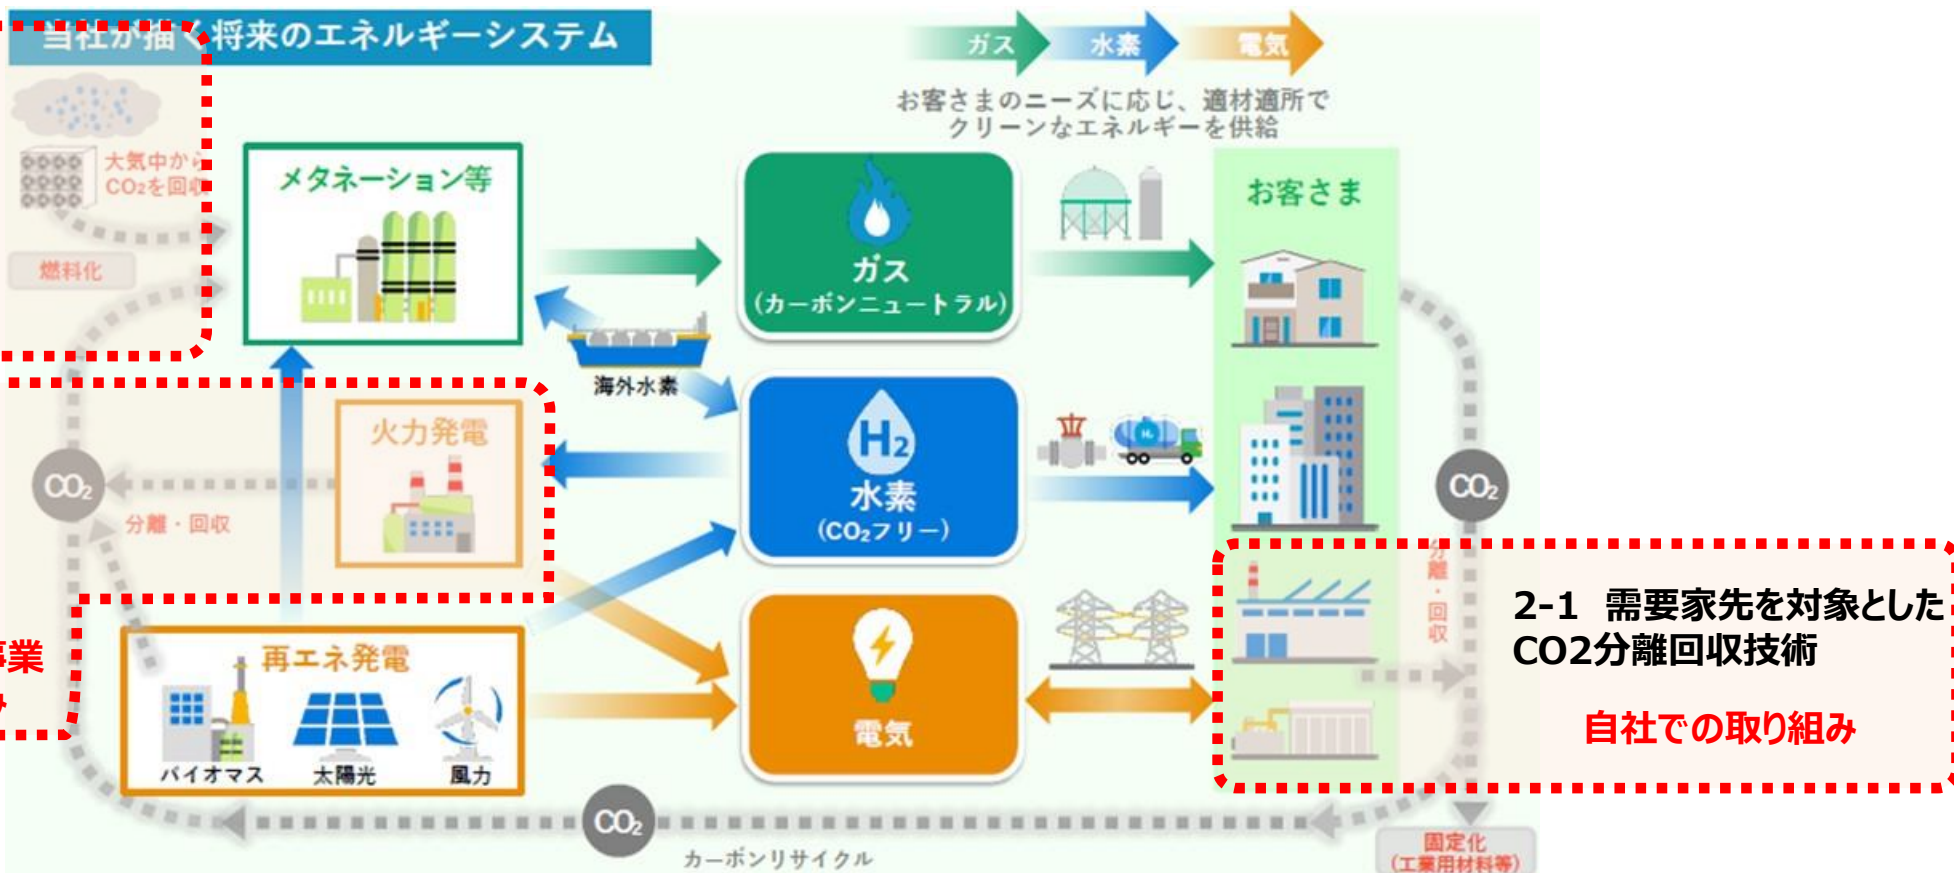 当社が描く将来のエネルギーシステム
ガス
水素
電気
お客さまのニーズに応じ、適材適所で
クリーンなエネルギーを供給
大気中から
CO₂を回収
燃料化
メタネーション等
ガス
(カーボンニュートラル)
お客さま
海外水素
火力発電
H₂
水素
(CO₂フリー)
H₂
CO₂
分離・回収
CO₂
分離・回収
2-1 需要家先を対象とした
CO2分離回収技術
自社での取り組み
事業
み
再エネ発電
バイオマス
太陽光
風力
電気
CO₂
カーボンリサイクル
固定化
(工業用材料等)